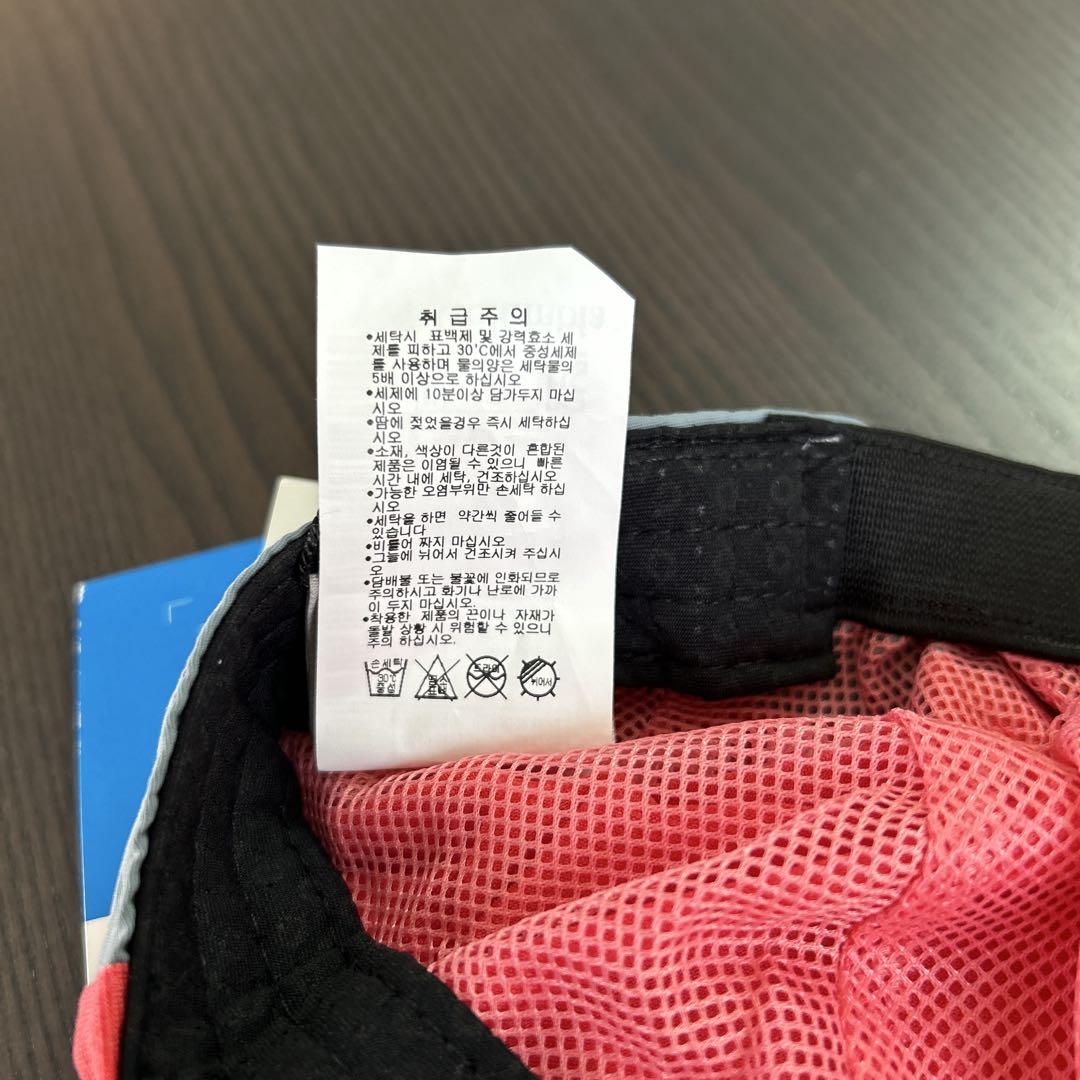 취급주의
•세탁시 표백제 및 강력효소 세
제를 피하고 30'C에서 중성세제
를 사용하며 물의양은 세탁물의
5배 이상으로 하십시오
•세제에 10분이상 담가두지 마십
시오
•땀에 젖었을경우 즉시 세탁하십
시오
•소재, 색상이 다른것이 혼합된
제품은 이염될 수 있으니 빠른
시간 내에 세탁, 건조하십시오
•가능한 오염부위만 손세탁 하십
시오
•세탁을 하면 약간씩 줄어들 수
있습니다
•비틀어 짜지 마십시오
•그늘에 뉘어서 건조시켜 주십시
오
•담배불 또는 불꽃에 인화되므로
주의하시고 화기나 난로에 가까
이 두지 마십시오.
•착용한 제품의 끈이나 자재가
돌발 상황 시 위험할 수 있으니
주의 하십시오.
손세탁
30'C
중성
염소
표백
드라이
뉘어서